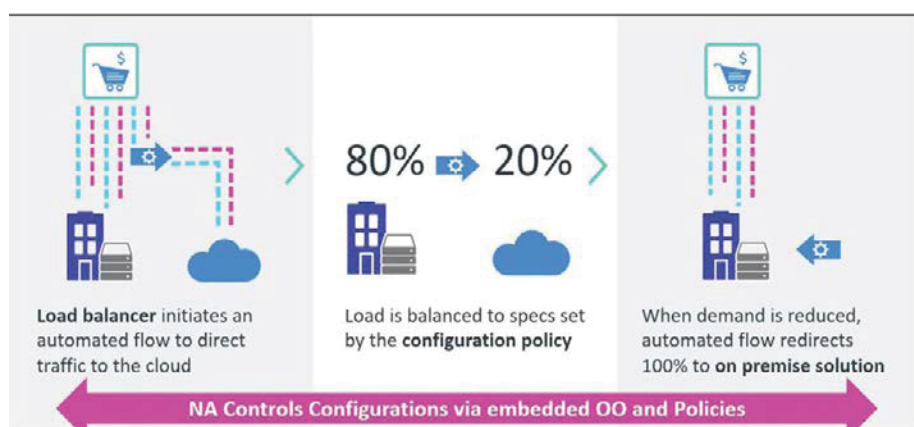 $
80% 20%
Load balancer initiates an
automated flow to direct
traffic to the cloud
Load is balanced to specs set
by the configuration policy
$
When demand is reduced,
automated flow redirects
100% to on premise solution
NA Controls Configurations via embedded OO and Policies